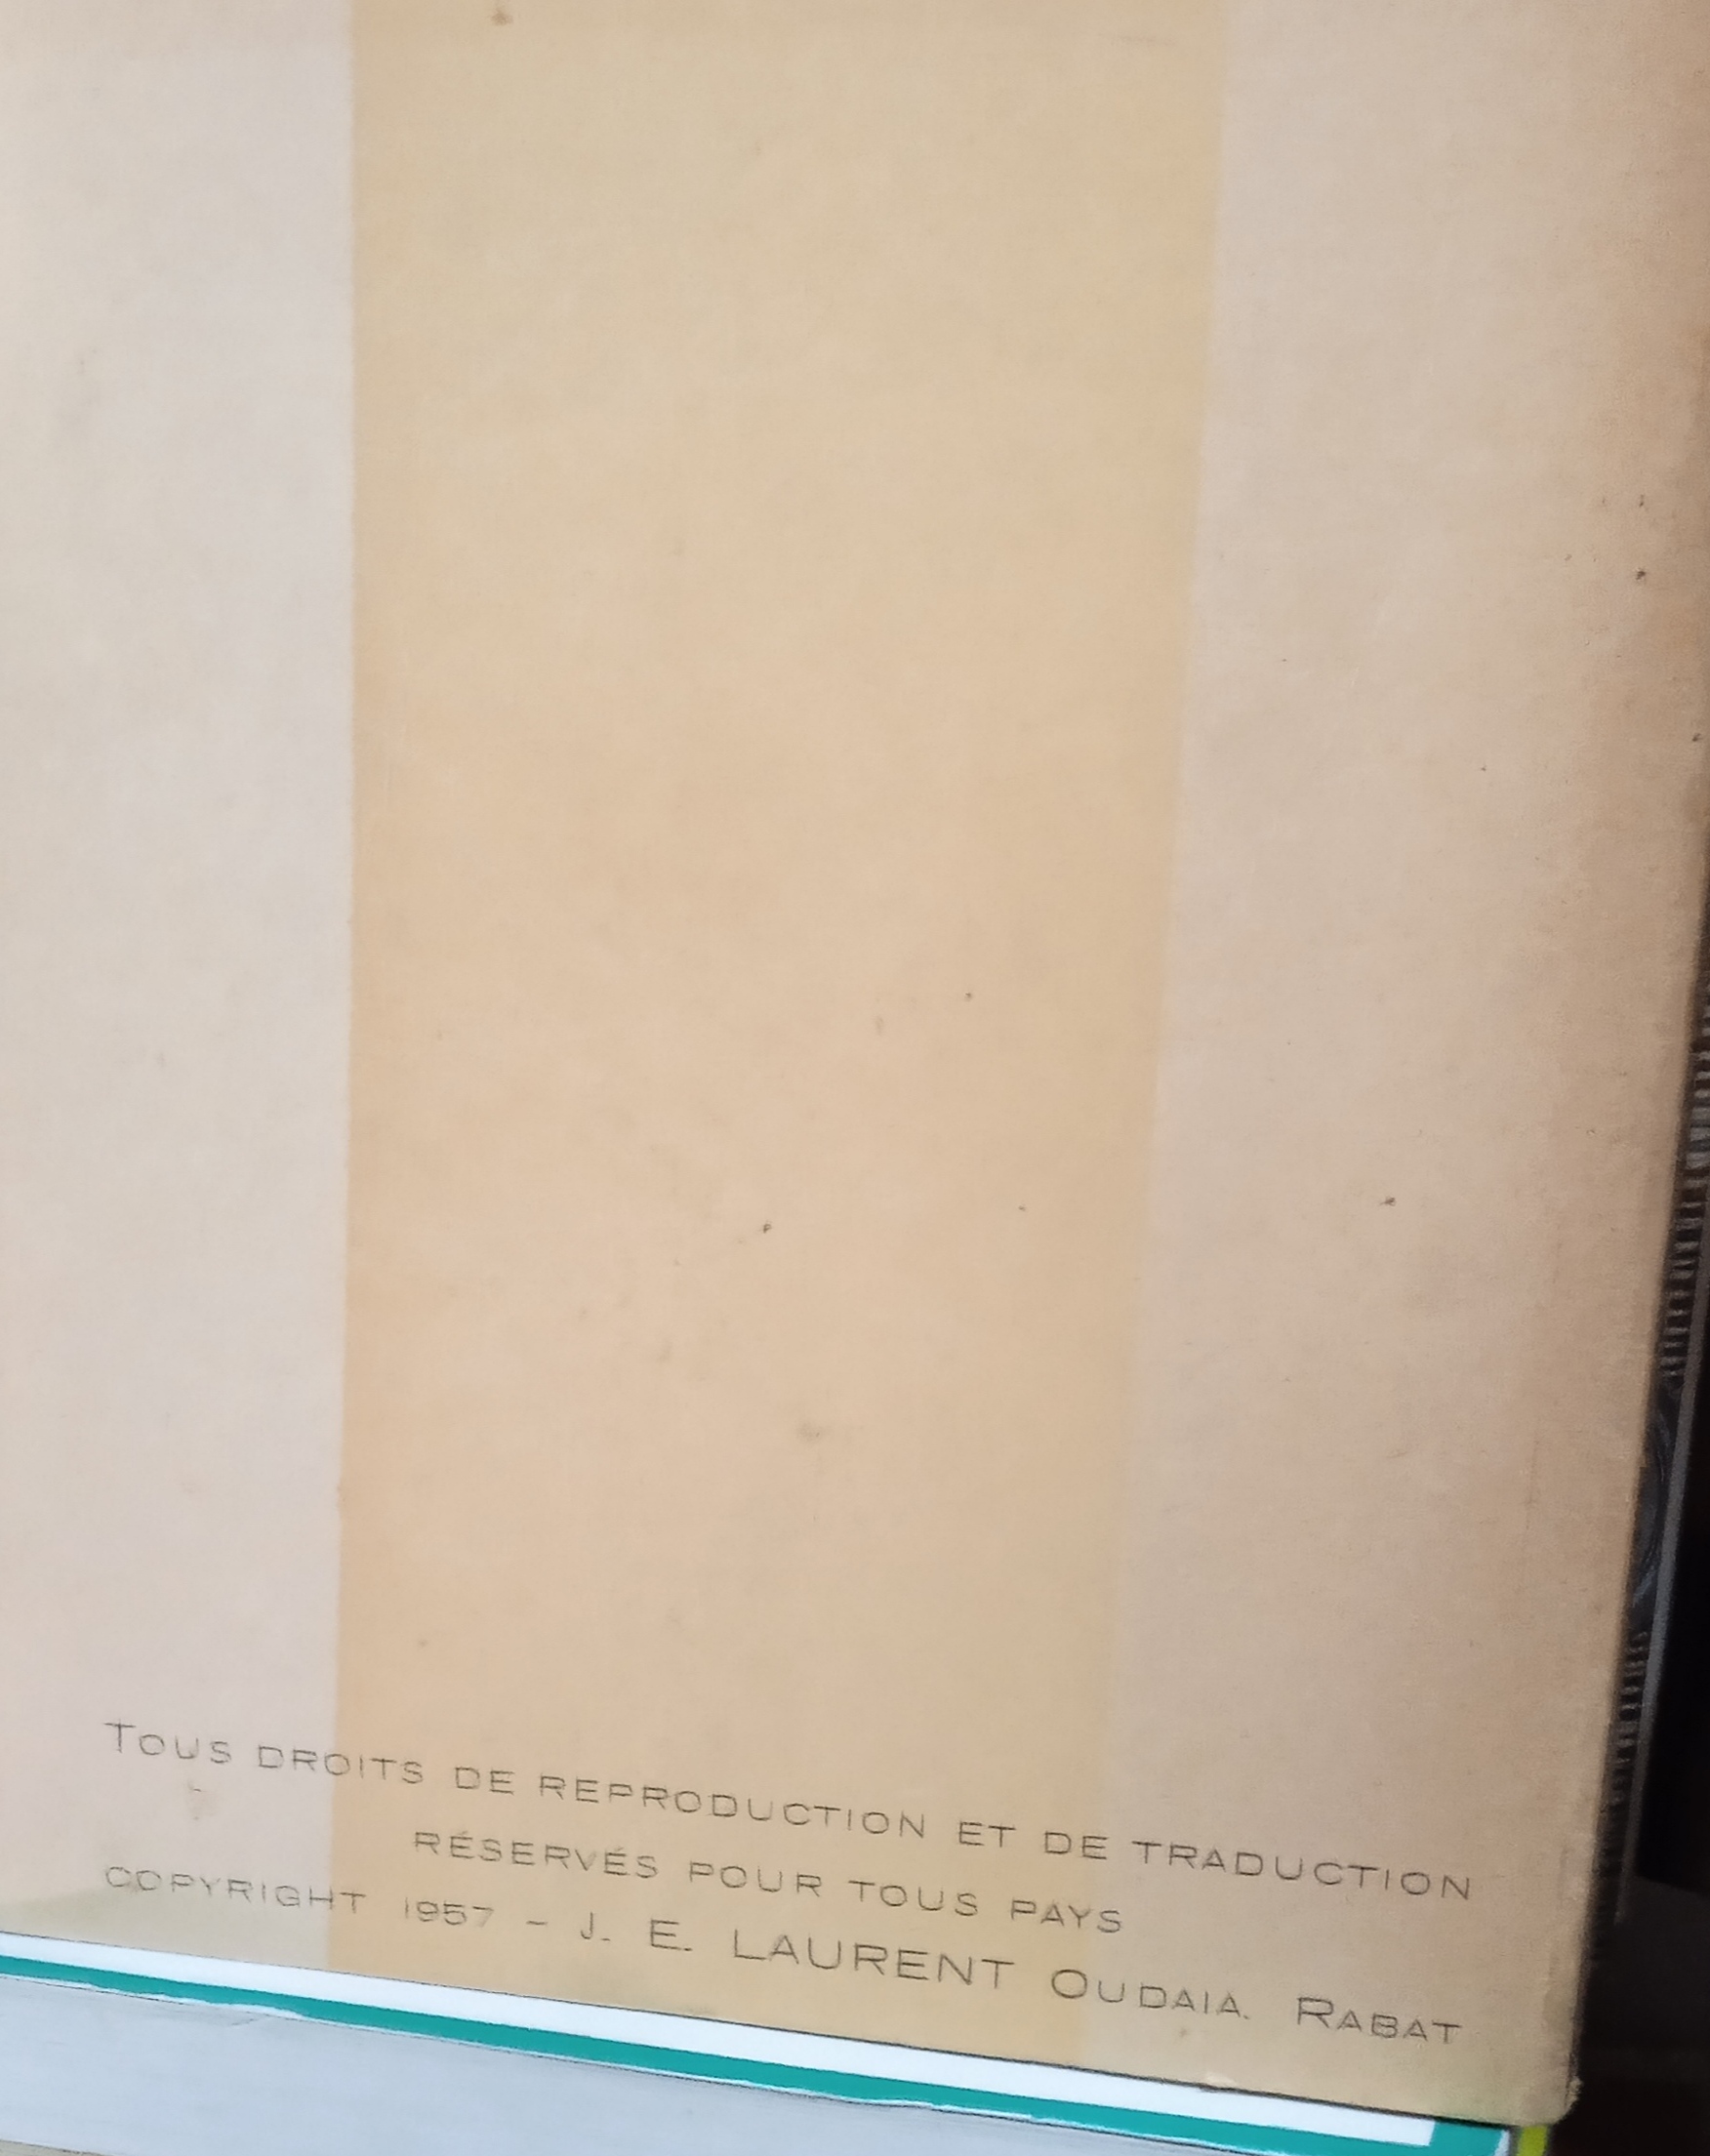 TOUS DROITS DE REPRODUCTION ET DE TRADUCTION
RÉSERVÉS POUR TOUS PAYS
COPYRIGHT 1957 - J. E. LAURENT OUDAIA. RABAT